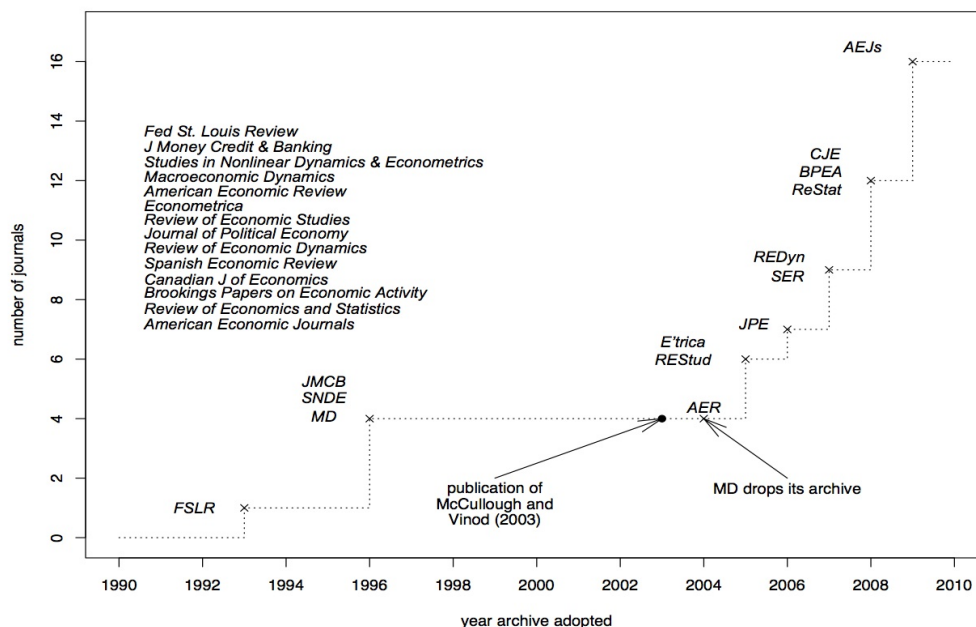 AEJs
16
14
Fed St. Louis Review
J Money Credit & Banking
Studies in Nonlinear Dynamics & Econometrics
Macroeconomic Dynamics
American Economic Review
Econometrica
Review of Economic Studies
Journal of Political Economy
Review of Economic Dynamics
Spanish Economic Review
Canadian J of Economics
Brookings Papers on Economic Activity
Review of Economics and Statistics
American Economic Journals
CJE
BPEA
ReStat
12
10
number of journals
REDyn
SER
8
JPE
E'trica
REStud
6
JMCB
SNDE
MD
AER
4
publication of
McCullough and
Vinod (2003)
MD drops its archive
2
FSLR
0
1990 1992 1994 1996 1998 2000 2002 2004 2006 2008 2010
year archive adopted